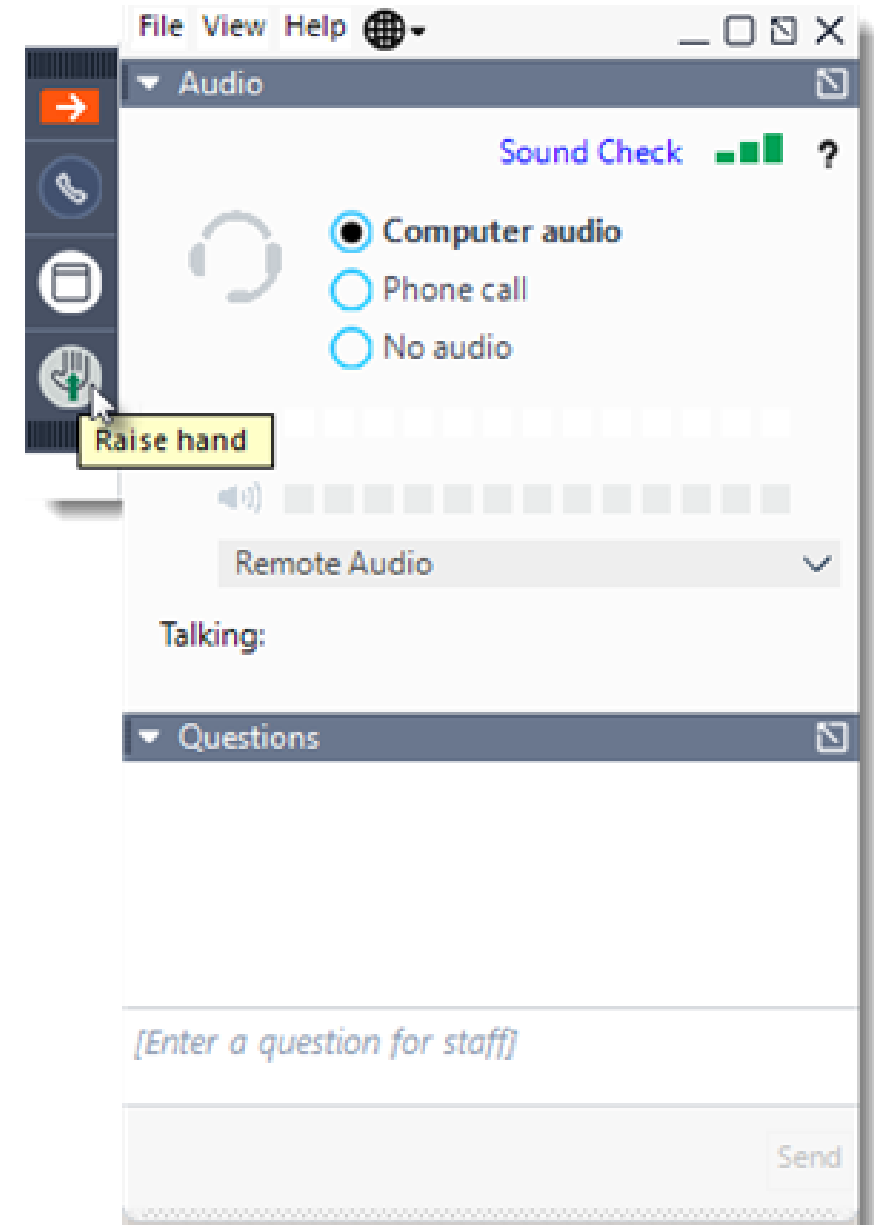 File View Help
Audio
Sound Check ?
Computer audio
Phone call
No audio
Raise hand
Remote Audio
Talking:
Questions
[Enter a question for staff]
Send